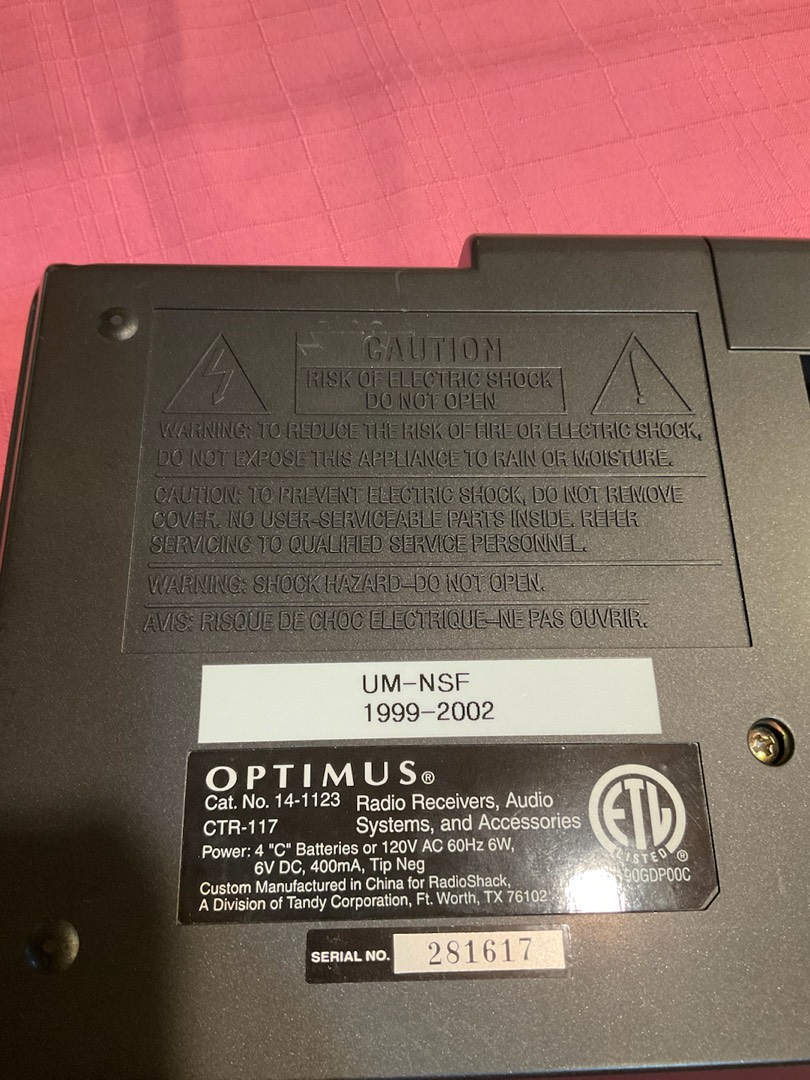 CAUTION
RISK OF ELECTRIC SHOCK
DO NOT OPEN
WARNING: TO REDUCE THE RISK OF FIRE OR ELECTRIC SHOCK,
DO NOT EXPOSE THIS APPLIANCE TO RAIN OR MOISTURE.
CAUTION: TO PREVENT ELECTRIC SHOCK, DO NOT REMOVE
COVER. NO USER-SERVICEABLE PARTS INSIDE. REFER
SERVICING TO QUALIFIED SERVICE PERSONNEL.
WARNING: SHOCK HAZARD–DO NOT OPEN.
AVIS: RISQUE DE CHOC ELECTRIQUE–NE PAS OUVRIR.
UM-NSF
1999-2002
OPTIMUS®
Cat. No. 14-1123 Radio Receivers, Audio
CTR-117 Systems, and Accessories
Power: 4 "C" Batteries or 120V AC 60Hz 6W,
6V DC, 400mA, Tip Neg
Custom Manufactured in China for RadioShack,
A Division of Tandy Corporation, Ft. Worth, TX 76102
ETL
LISTED ®
SERIAL NO. 281617